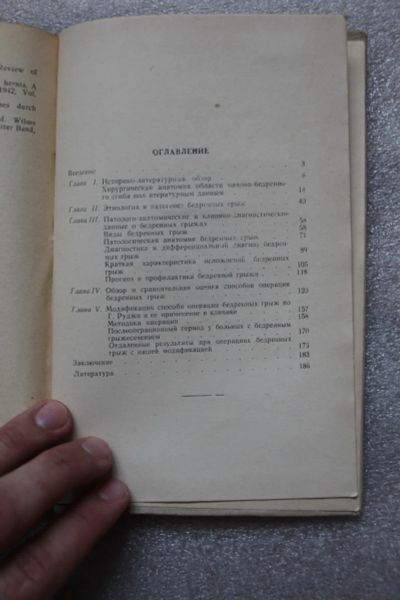 Review of
hernia. A
1942, Vol.
durch
Wilms
Band,
ОГЛАВЛЕНИЕ
Введение 3
Глава I. Историко-литературный обзор 6
Хирургическая анатомия области пахово-бедренно-
го сгиба по литературным данным 14
Глава II. Этиология и патогенез бедренных грыж 43
Глава III. Патолого-анатомические и клинико-диагностические
данные о бедренных грыжах 58
Виды бедренных грыж 58
Патологическая анатомия бедренных грыж 71
Диагностика и дифференциальный диагноз бедрен-
ных грыж 89
Краткая характеристика осложнений бедренных
грыж 105
Прогноз и профилактика бедренной грыжи 118
Глава IV. Обзор и сравнительная оценка способов операции
бедренных грыж 123
Глава V. Модификация способа операции бедренных грыж по
Г. Руджи и ее применение в клинике 157
Методика операции 158
Послеоперационный период у больных с бедренным
грыжесечением 170
Отдаленные результаты при операциях бедренных
грыж с нашей модификацией 175
Заключение 183
Литература 186